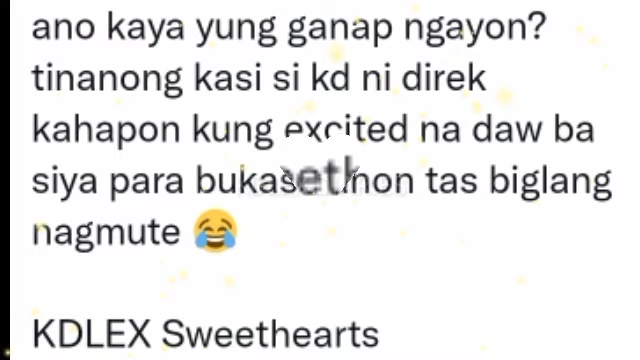 ano kaya yung ganap ngayon?
tinanong kasi si kd ni direk
kahapon kung excited na daw ba
siya para bukas tas biglang
nagmute 😂
KDLEX Sweethearts